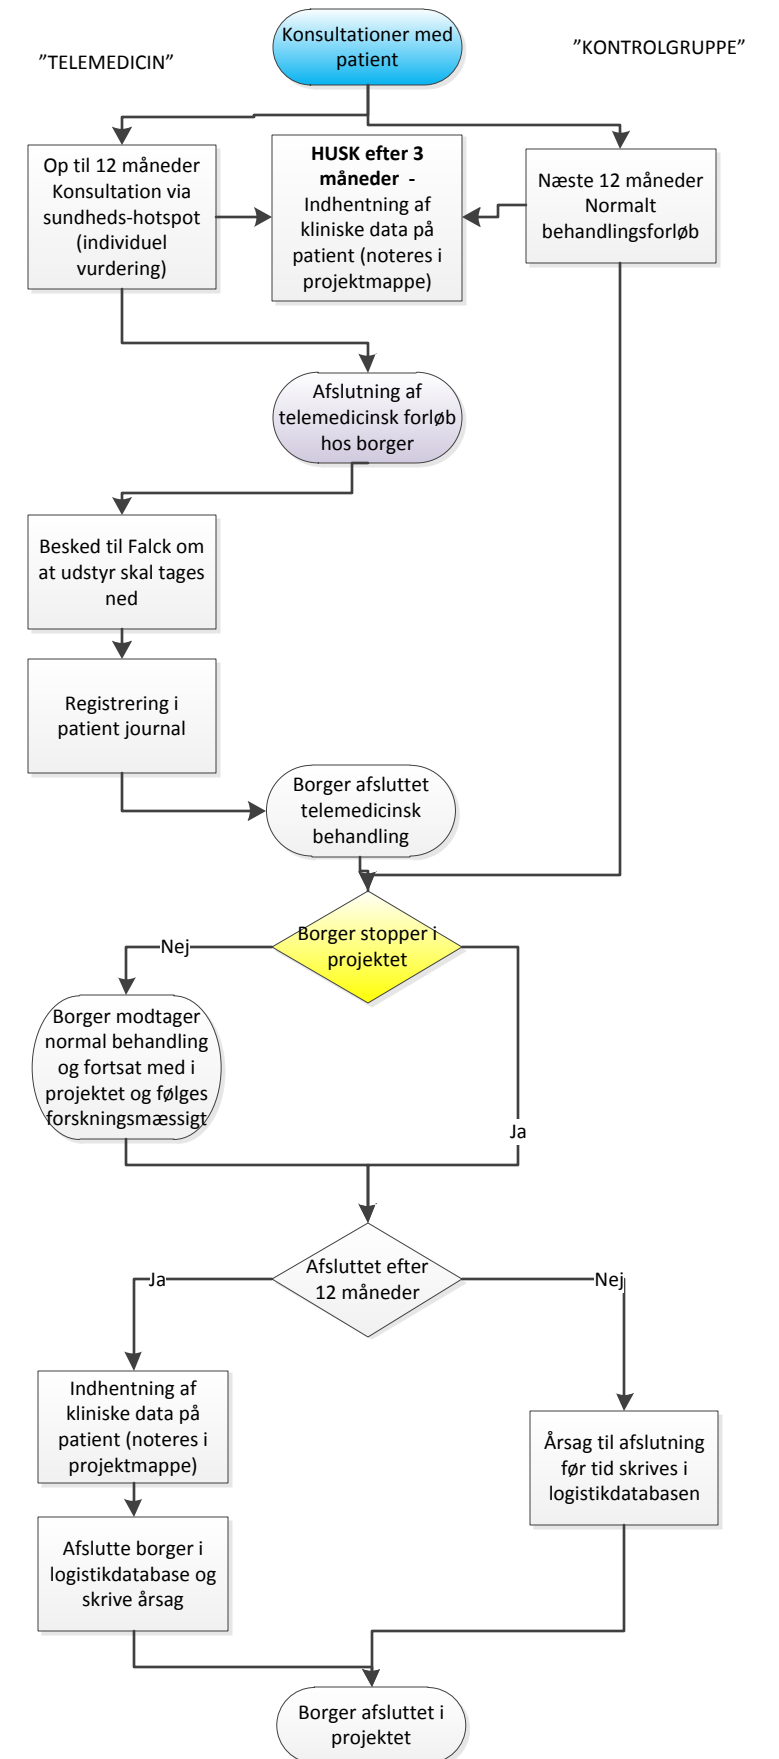 Konsultationer med
patient
”TELEMEDICIN”
”KONTROLGRUPPE”
Op til 12 måneder
Konsultation via
sundheds-hotspot
(individuel
vurdering)
HUSK efter 3
måneder -
Indhentning af
kliniske data på
patient (noteres i
projektmappe)
Næste 12 måneder
Normalt
behandlingsforløb
Afslutning af
telemedicinsk forløb
hos borger
Besked til Falck om
at udstyr skal tages
ned
Registrering i
patient journal
Borger afsluttet
telemedicinsk
behandling
Borger stopper i
projektet
Nej
Borger modtager
normal behandling
og fortsat med i
projektet og følges
forskningsmæssigt
Ja
Afsluttet efter
12 måneder
Ja
Nej
Indhentning af
kliniske data på
patient (noteres i
projektmappe)
Årsag til afslutning
før tid skrives i
logistikdatabasen
Afslutte borger i
logistikdatabase og
skrive årsag
Borger afsluttet i
projektet